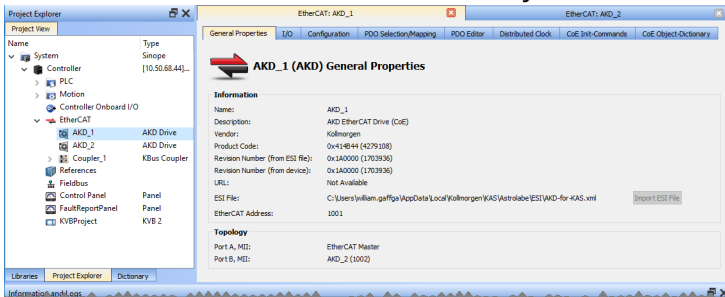 Project Explorer
Project View
Name Type
System Sinope
Controller [10.50.68.44]...
PLC
Motion
Controller Onboard I/O
EtherCAT
AKD_1 AKD Drive
AKD_2 AKD Drive
Coupler_1 KBus Coupler
References
Fieldbus
Control Panel Panel
FaultReportPanel Panel
KVBProject KVB 2
Libraries Project Explorer Dictionary
EtherCAT: AKD_1 EtherCAT: AKD_2
General Properties I/O Configuration PDO Selection/Mapping PDO Editor Distributed Clock CoE Init-Commands CoE Object-Dictionary
AKD_1 (AKD) General Properties
Information
Name: AKD_1
Description: AKD EtherCAT Drive (CoE)
Vendor: Kollmorgen
Product Code: 0x414B44 (4279108)
Revision Number (from ESI file): 0x1A0000 (1703936)
Revision Number (from device): 0x1A0000 (1703936)
URL: Not Available
ESI File: C:\Users\william.gaffga\AppData\Local\Kollmorgen\KAS\Astrolabe\ESI\AKD-for-KAS.xml Import ESI File
EtherCAT Address: 1001
Topology
Port A, MII: EtherCAT Master
Port B, MII: AKD_2 (1002)
Information and Logs